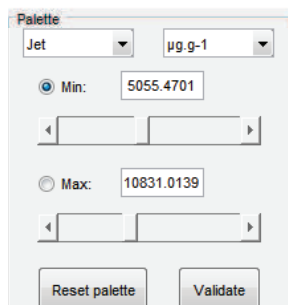 Palette
Jet µg.g-1
Min: 5055.4701
Max: 10831.0139
Reset palette Validate